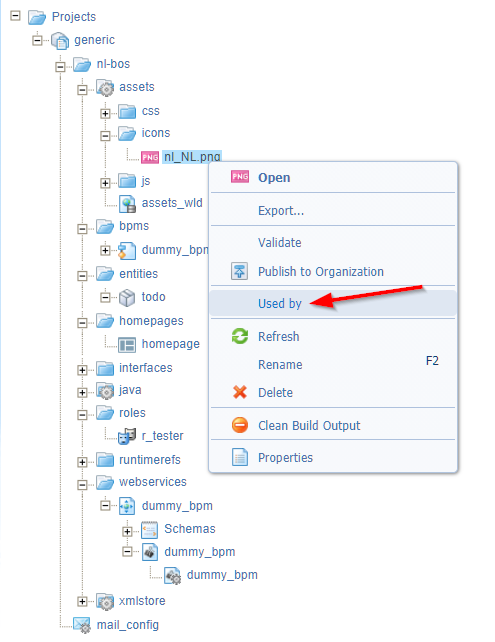 Projects
generic
nl-bos
assets
css
icons
PNG nl_NL.png
js
assets_wld
bpms
dummy_bpm
entities
todo
homepages
homepage
interfaces
java
roles
r_tester
runtimerefs
webservices
dummy_bpm
Schemas
dummy_bpm
dummy_bpm
xmlstore
mail_config
PNG Open
Export...
Validate
Publish to Organization
Used by
Refresh
Rename F2
Delete
Clean Build Output
Properties